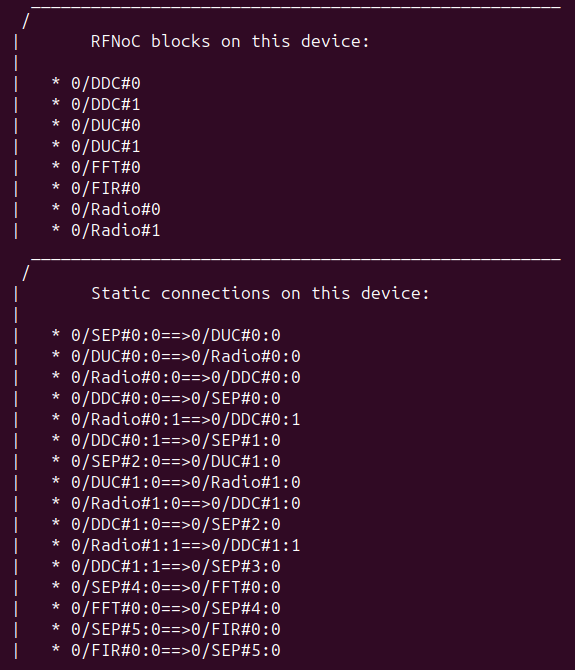 _____________________________________________________
 /
|       RFNoC blocks on this device:
|
|   * 0/DDC#0
|   * 0/DDC#1
|   * 0/DUC#0
|   * 0/DUC#1
|   * 0/FFT#0
|   * 0/FIR#0
|   * 0/Radio#0
|   * 0/Radio#1
  _____________________________________________________
 /
|       Static connections on this device:
|
|   * 0/SEP#0:0==>0/DUC#0:0
|   * 0/DUC#0:0==>0/Radio#0:0
|   * 0/Radio#0:0==>0/DDC#0:0
|   * 0/DDC#0:0==>0/SEP#0:0
|   * 0/Radio#0:1==>0/DDC#0:1
|   * 0/DDC#0:1==>0/SEP#1:0
|   * 0/SEP#2:0==>0/DUC#1:0
|   * 0/DUC#1:0==>0/Radio#1:0
|   * 0/Radio#1:0==>0/DDC#1:0
|   * 0/DDC#1:0==>0/SEP#2:0
|   * 0/Radio#1:1==>0/DDC#1:1
|   * 0/DDC#1:1==>0/SEP#3:0
|   * 0/SEP#4:0==>0/FFT#0:0
|   * 0/FFT#0:0==>0/SEP#4:0
|   * 0/SEP#5:0==>0/FIR#0:0
|   * 0/FIR#0:0==>0/SEP#5:0